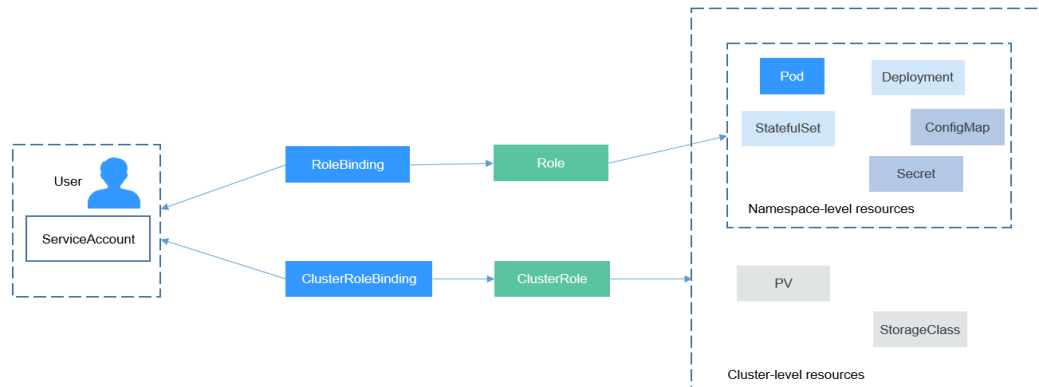 User
ServiceAccount
RoleBinding
Role
ClusterRoleBinding
ClusterRole
Pod
Deployment
StatefulSet
ConfigMap
Secret
Namespace-level resources
PV
StorageClass
Cluster-level resources